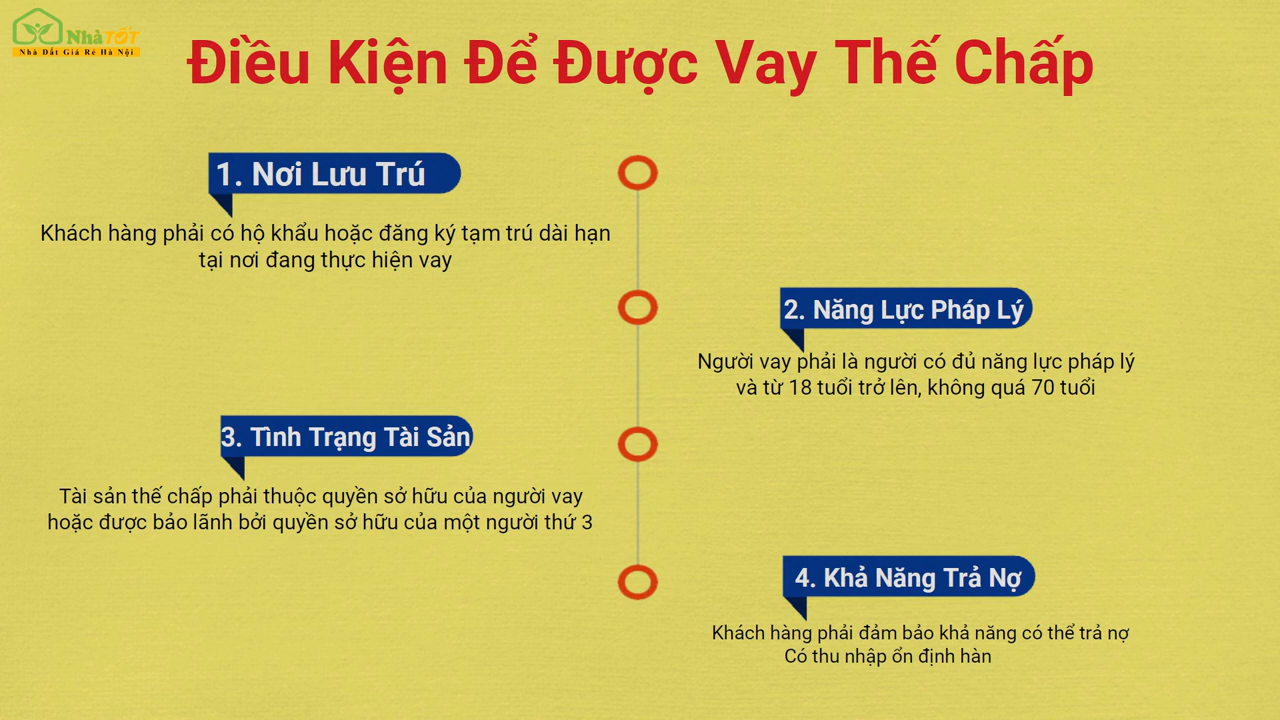 NhàTỐT
Nhà Đất Giá Rẻ Hà Nội
Điều Kiện Để Được Vay Thế Chấp
1. Nơi Lưu Trú
Khách hàng phải có hộ khẩu hoặc đăng ký tạm trú dài hạn
tại nơi đang thực hiện vay
2. Năng Lực Pháp Lý
Người vay phải là người có đủ năng lực pháp lý
và từ 18 tuổi trở lên, không quá 70 tuổi
3. Tình Trạng Tài Sản
Tài sản thế chấp phải thuộc quyền sở hữu của người vay
hoặc được bảo lãnh bởi quyền sở hữu của một người thứ 3
4. Khả Năng Trả Nợ
Khách hàng phải đảm bảo khả năng có thể trả nợ
Có thu nhập ổn định hàn